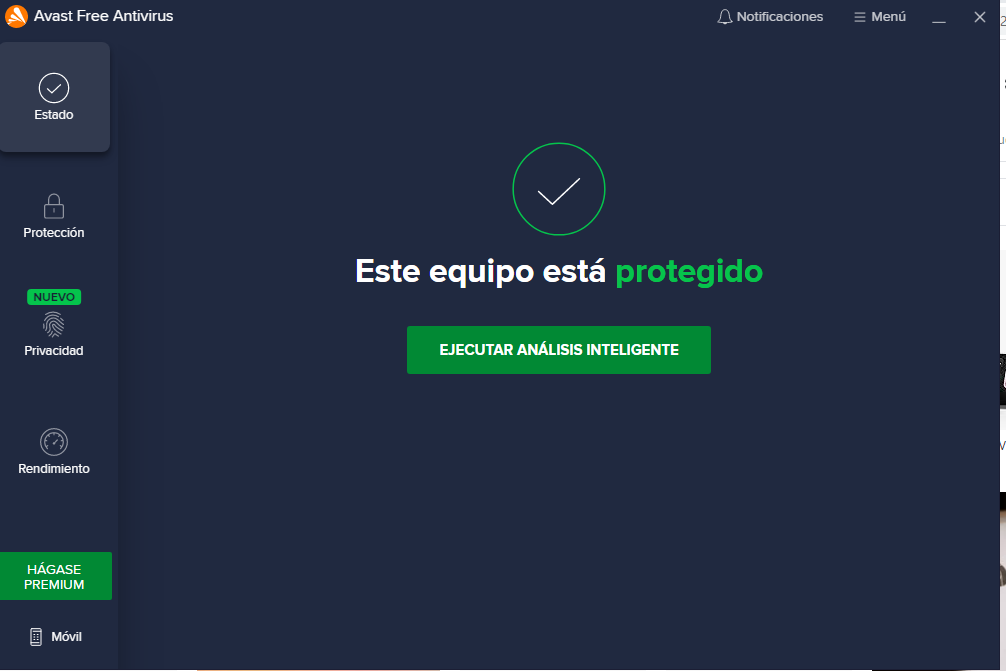 Avast Free Antivirus
Notificaciones
Menú
Estado
Protección
NUEVO
Privacidad
Rendimiento
HÁGASE
PREMIUM
Móvil
Este equipo está protegido
EJECUTAR ANÁLISIS INTELIGENTE